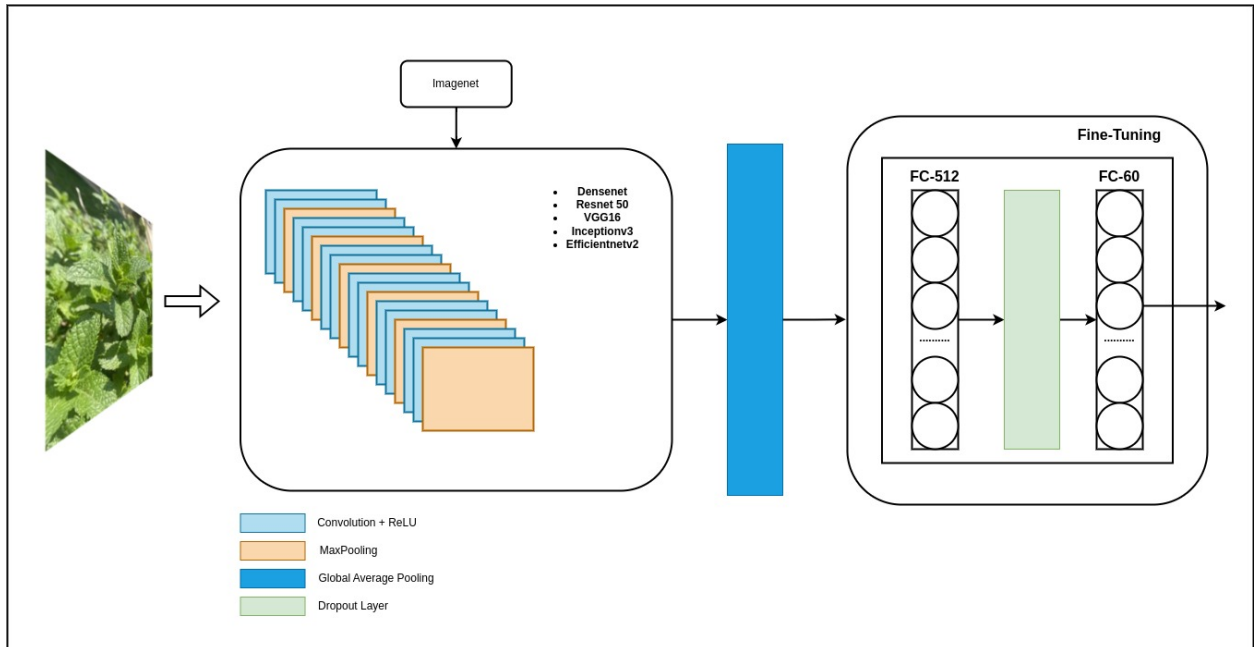 Imagenet
Densenet
Resnet 50
VGG16
Inceptionv3
Efficientnetv2
Fine-Tuning
FC-512
FC-60
..........
..........
Convolution + ReLU
MaxPooling
Global Average Pooling
Dropout Layer